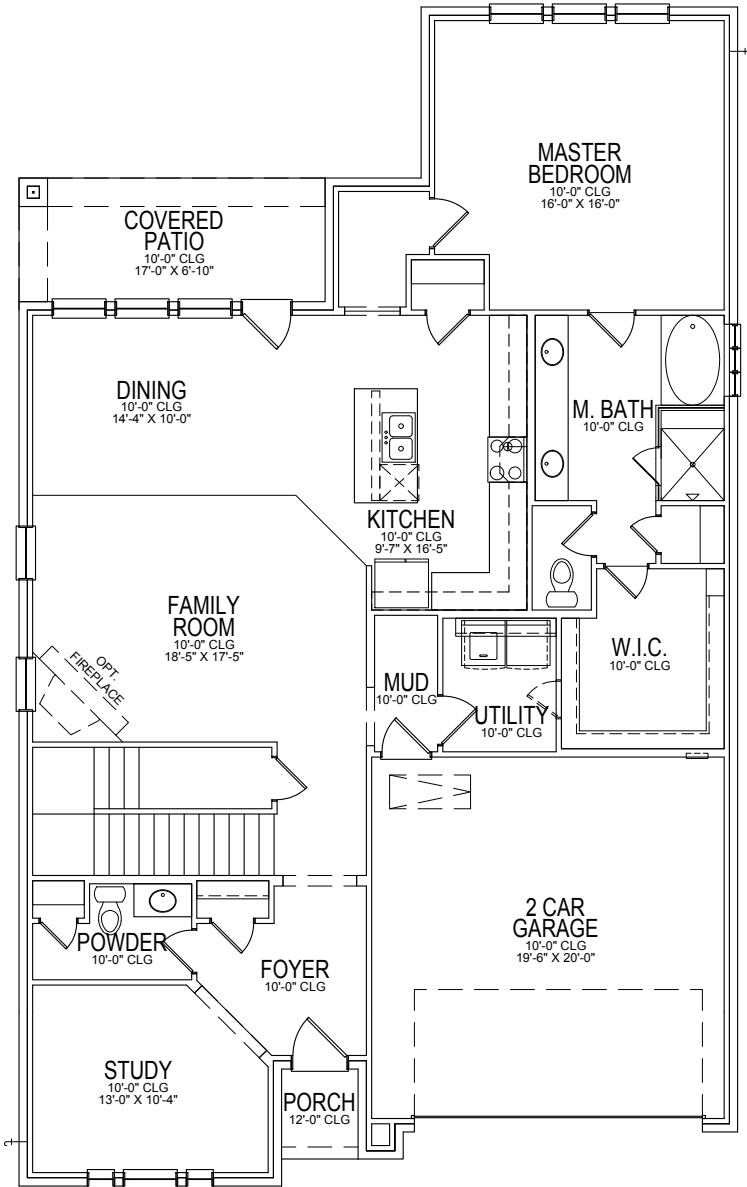 MASTER
BEDROOM
10'-0" CLG
16'-0" X 16'-0"
COVERED
PATIO
10'-0" CLG
17'-0" X 6'-10"
DINING
10'-0" CLG
14'-4" X 10'-0"
M. BATH
10'-0" CLG
KITCHEN
10'-0" CLG
9'-7" X 16'-5"
FAMILY
ROOM
10'-0" CLG
18'-5" X 17'-5"
OPT.
FIREPLACE
W.I.C.
10'-0" CLG
MUD
10'-0" CLG
UTILITY
10'-0" CLG
2 CAR
GARAGE
10'-0" CLG
19'-6" X 20'-0"
POWDER
10'-0" CLG
FOYER
10'-0" CLG
STUDY
10'-0" CLG
13'-0" X 10'-4"
PORCH
12'-0" CLG